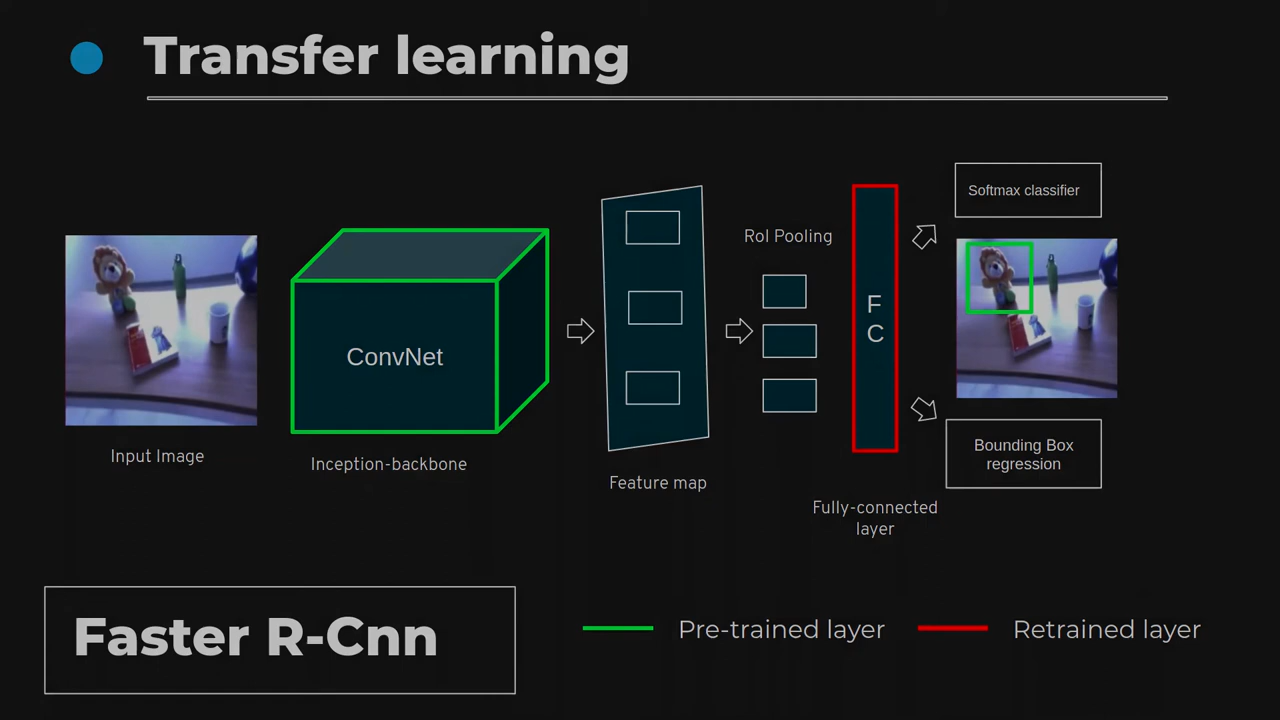 Transfer learning
Softmax classifier
RoI Pooling
F
C
ConvNet
Input Image
Inception-backbone
Feature map
Bounding Box
regression
Fully-connected
layer
Faster R-Cnn
Pre-trained layer
Retrained layer